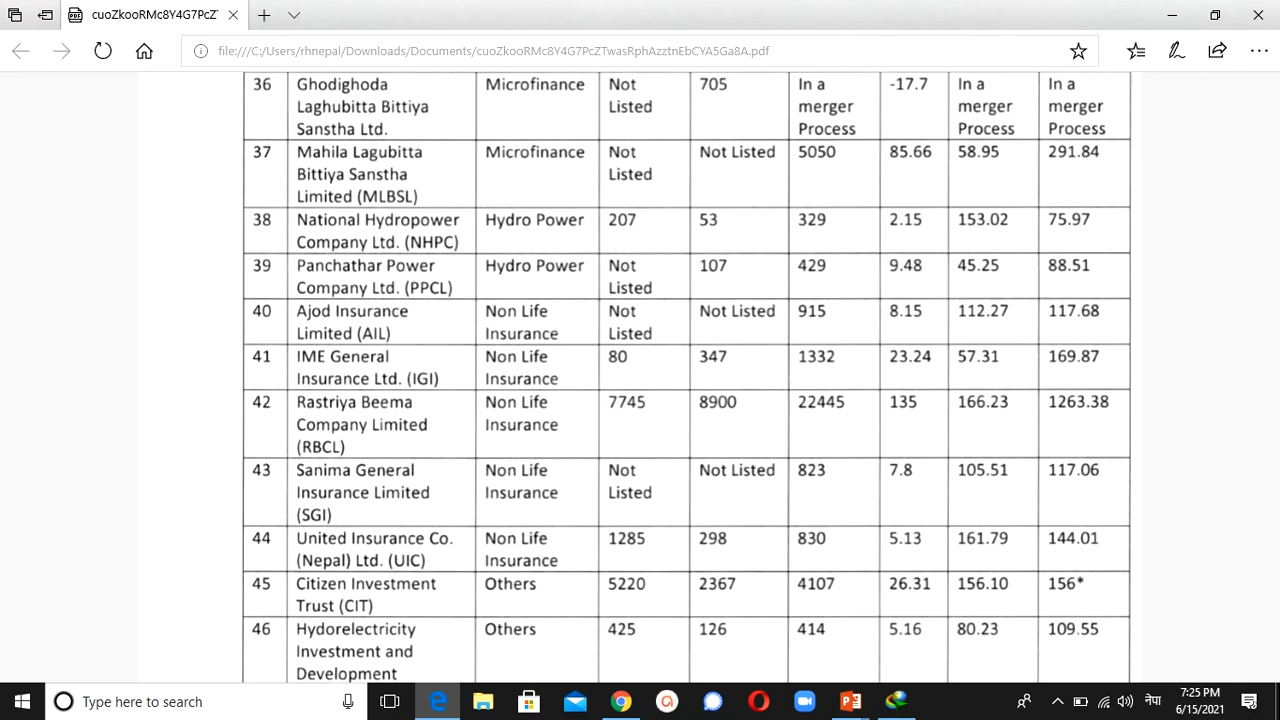 cuoZkooRMc8Y4G7PcZT
file:///C:/Users/rhnepal/Downloads/Documents/cuoZkooRMc8Y4G7PcZTwasRphAzztnEbCYA5Ga8A.pdf
36 Ghodighoda Microfinance Not 705 In a -17.7 In a In a
Laghubitta Bittiya Listed merger merger merger
Sanstha Ltd. Process Process Process
37 Mahila Lagubitta Microfinance Not Not Listed 5050 85.66 58.95 291.84
Bittiya Sanstha Listed
Limited (MLBSL)
38 National Hydropower Hydro Power 207 53 329 2.15 153.02 75.97
Company Ltd. (NHPC)
39 Panchathar Power Hydro Power Not 107 429 9.48 45.25 88.51
Company Ltd. (PPCL) Listed
40 Ajod Insurance Non Life Not Not Listed 915 8.15 112.27 117.68
Limited (AIL) Insurance Listed
41 IME General Non Life 80 347 1332 23.24 57.31 169.87
Insurance Ltd. (IGI) Insurance
42 Rastriya Beema Non Life 7745 8900 22445 135 166.23 1263.38
Company Limited Insurance
(RBCL)
43 Sanima General Non Life Not Not Listed 823 7.8 105.51 117.06
Insurance Limited Insurance Listed
(SGI)
44 United Insurance Co. Non Life 1285 298 830 5.13 161.79 144.01
(Nepal) Ltd. (UIC) Insurance
45 Citizen Investment Others 5220 2367 4107 26.31 156.10 156*
Trust (CIT)
46 Hydorelectricity Others 425 126 414 5.16 80.23 109.55
Investment and
Development
Type here to search
नेपा
7:25 PM
6/15/2021